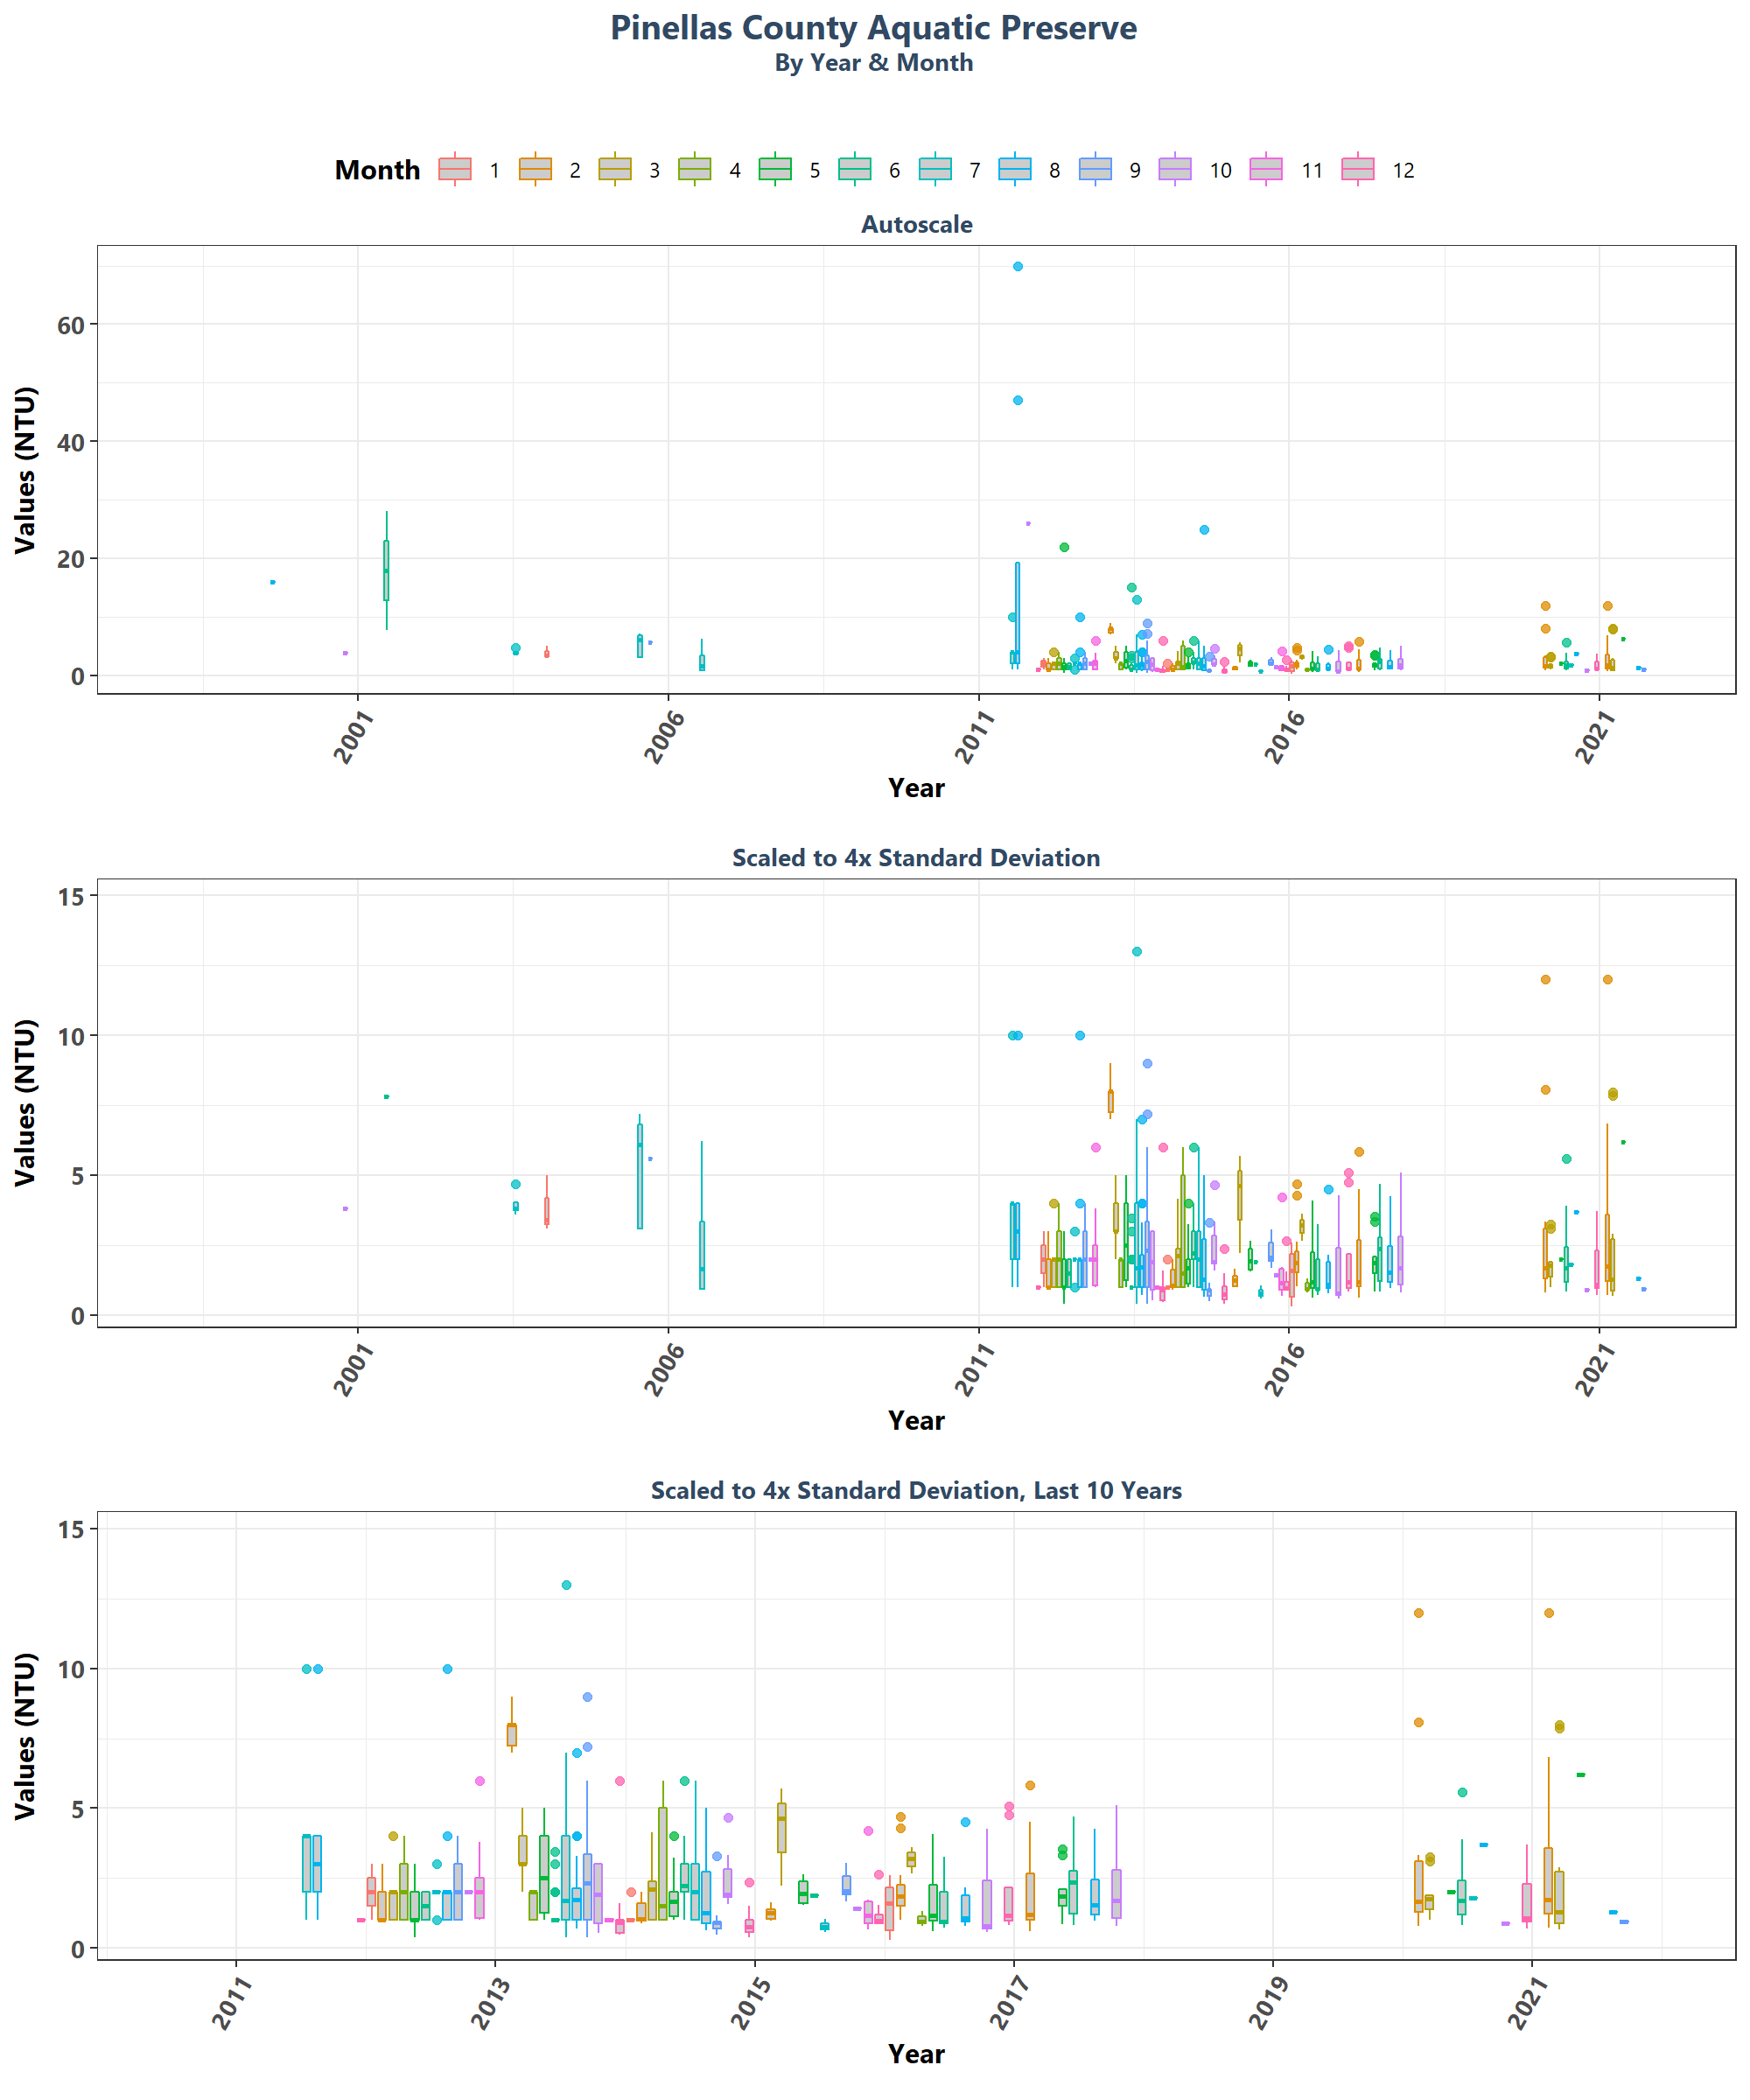 Pinellas County Aquatic Preserve
By Year & Month
Month 1 2 3 4 5 6 7 8 9 10 11 12
Autoscale
Values (NTU)
60
40
20
0
2001 2006 2011 2016 2021
Year
Scaled to 4x Standard Deviation
Values (NTU)
15
10
5
0
2001 2006 2011 2016 2021
Year
Scaled to 4x Standard Deviation, Last 10 Years
Values (NTU)
15
10
5
0
2011 2013 2015 2017 2019 2021
Year